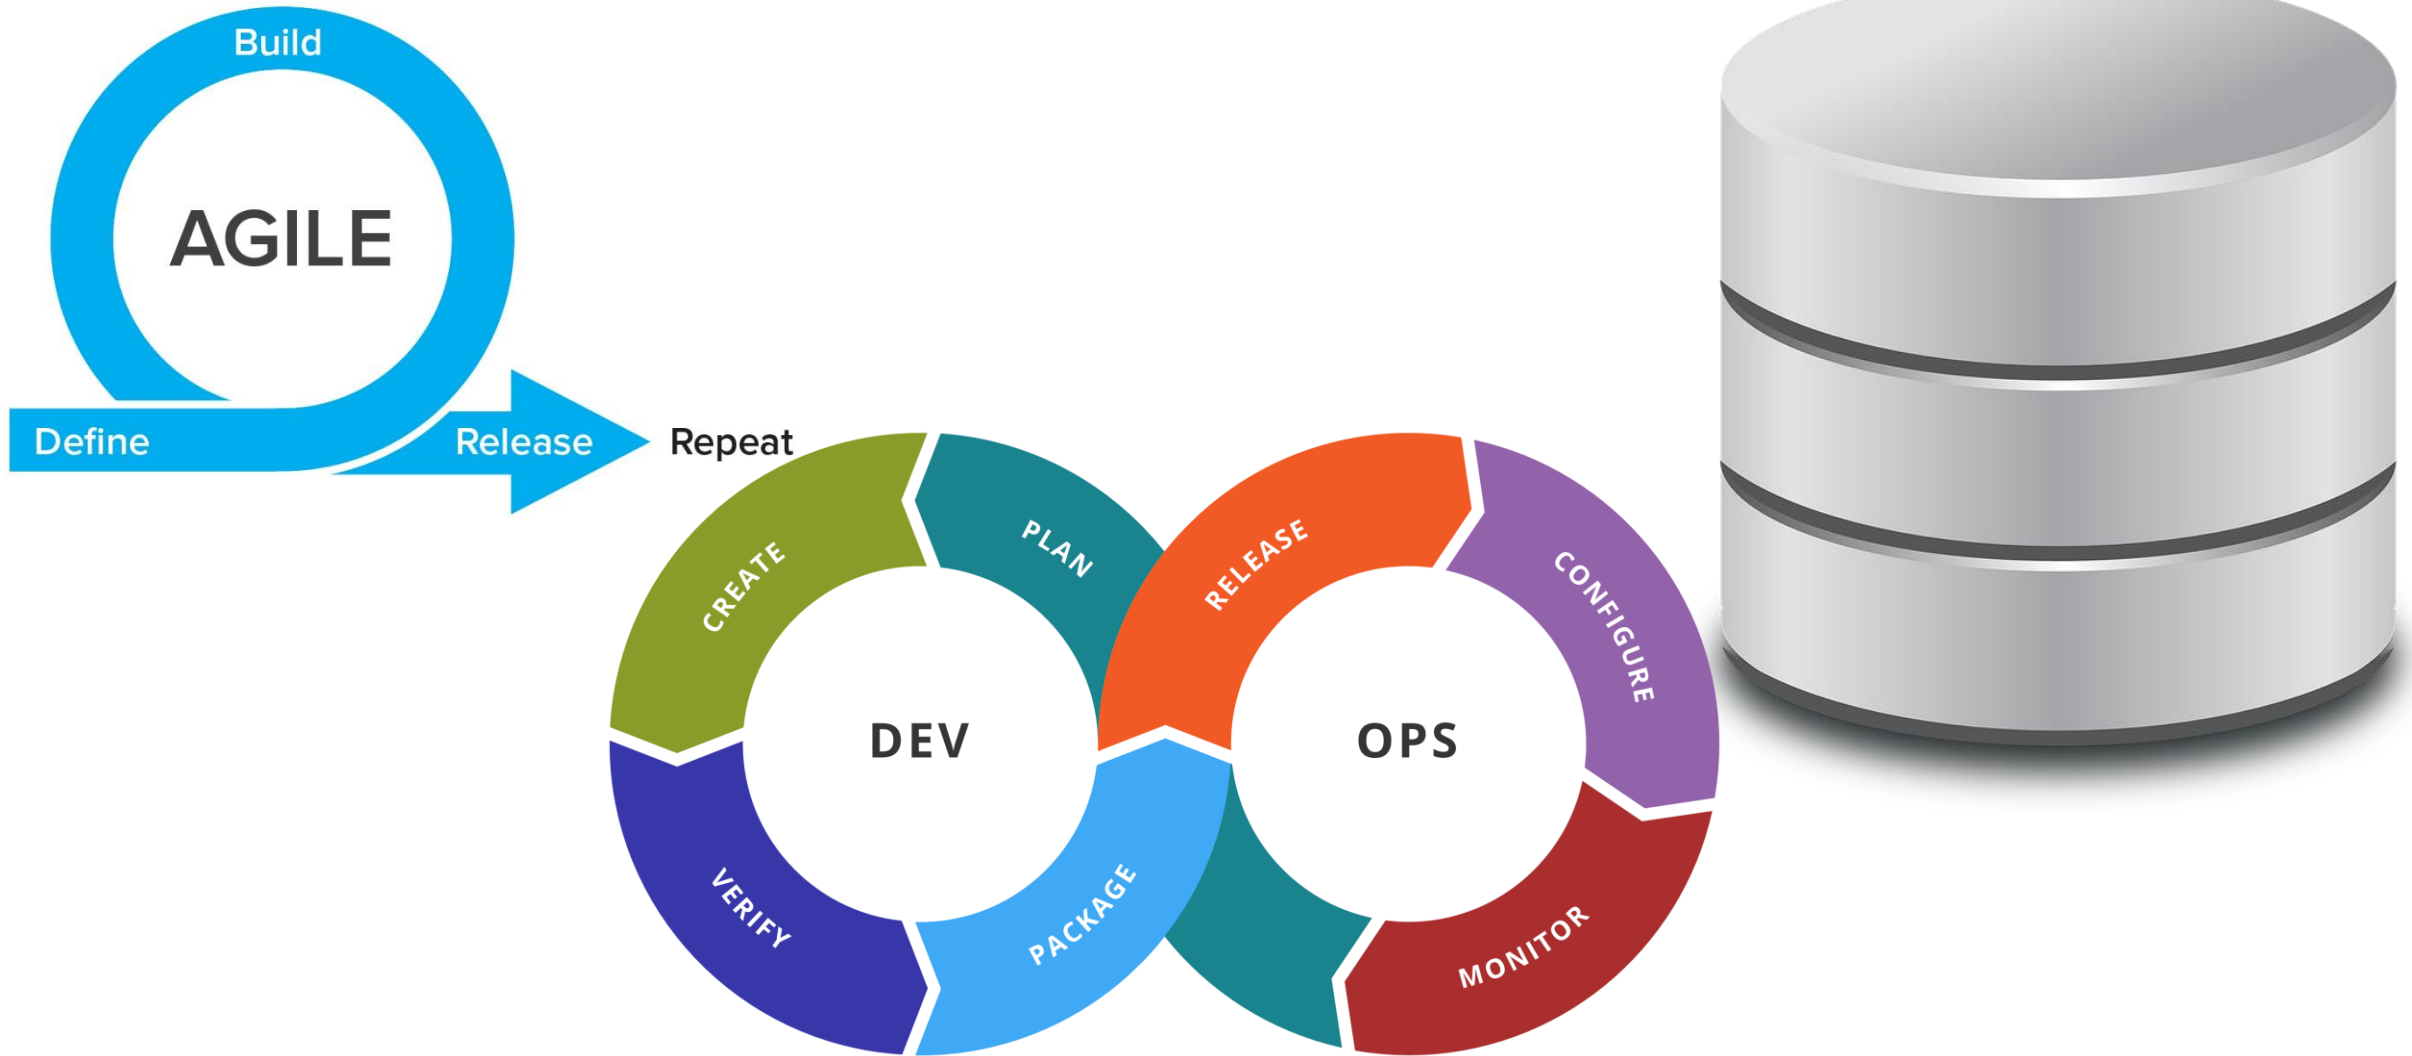 Build
AGILE
Define
Release
Repeat
PLAN
CREATE
VERIFY
PACKAGE
DEV
RELEASE
CONFIGURE
MONITOR
OPS